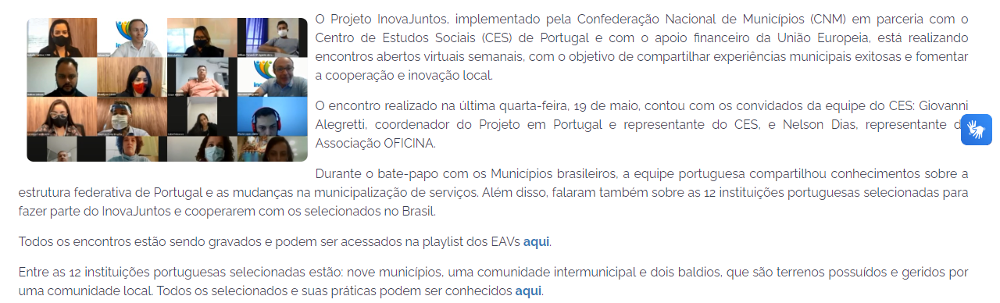 O Projeto InovaJuntos, implementado pela Confederação Nacional de Municípios (CNM) em parceria com o
Centro de Estudos Sociais (CES) de Portugal e com o apoio financeiro da União Europeia, está realizando
encontros abertos virtuais semanais, com o objetivo de compartilhar experiências municipais exitosas e fomentar
a cooperação e inovação local.
O encontro realizado na última quarta-feira, 19 de maio, contou com os convidados da equipe do CES: Giovanni
Alegretti, coordenador do Projeto em Portugal e representante do CES, e Nelson Dias, representante d
Associação OFICINA.
Durante o bate-papo com os Municípios brasileiros, a equipe portuguesa compartilhou conhecimentos sobre a
estrutura federativa de Portugal e as mudanças na municipalização de serviços. Além disso, falaram também sobre as 12 instituições portuguesas selecionadas para
fazer parte do InovaJuntos e cooperarem com os selecionados no Brasil.
Todos os encontros estão sendo gravados e podem ser acessados na playlist dos EAVs aqui.
Entre as 12 instituições portuguesas selecionadas estão: nove municípios, uma comunidade intermunicipal e dois baldios, que são terrenos possuídos e geridos por
uma comunidade local. Todos os selecionados e suas práticas podem ser conhecidos aqui.